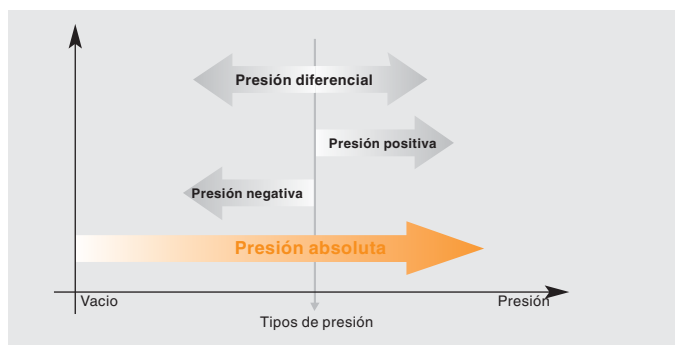 Presión diferencial
Presión positiva
Presión negativa
Presión absoluta
Vacio
Presión
Tipos de presión